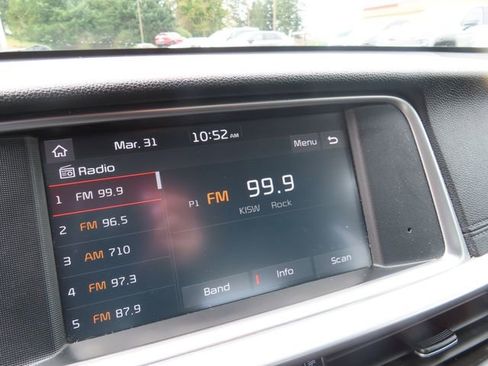 Mar. 31 10:52 AM
Menu
Radio
1 FM 99.9
2 FM 96.5
3 AM 710
4 FM 97.3
5 FM 87.9
P1 FM 99.9
KISW Rock
Band Info Scan